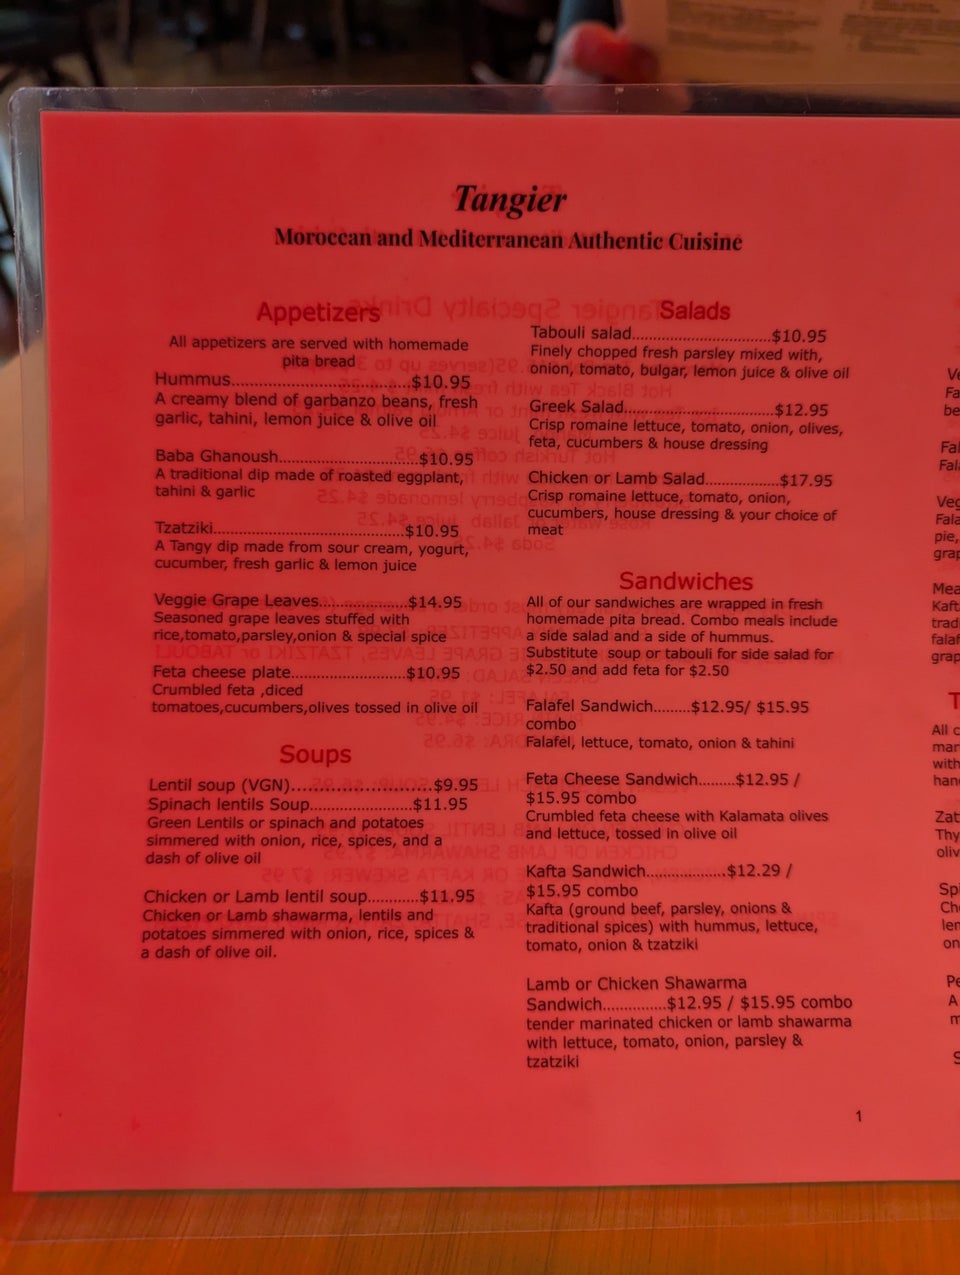 Tangier
Moroccan and Mediterranean Authentic Cuisine
Appetizers
All appetizers are served with homemade
pita bread
Hummus....................................$10.95
A creamy blend of garbanzo beans, fresh
garlic, tahini, lemon juice & olive oil
Baba Ghanoush............................$10.95
A traditional dip made of roasted eggplant,
tahini & garlic
Tzatziki.......................................$10.95
A Tangy dip made from sour cream, yogurt,
cucumber, fresh garlic & lemon juice
Veggie Grape Leaves..................$14.95
Seasoned grape leaves stuffed with
rice,tomato,parsley,onion & special spice
Feta cheese plate.......................$10.95
Crumbled feta ,diced
tomatoes,cucumbers,olives tossed in olive oil
Soups
Lentil soup (VGN)..........................$9.95
Spinach lentils Soup.....................$11.95
Green Lentils or spinach and potatoes
simmered with onion, rice, spices, and a
dash of olive oil
Chicken or Lamb lentil soup...........$11.95
Chicken or Lamb shawarma, lentils and
potatoes simmered with onion, rice, spices &
a dash of olive oil.
Salads
Tabouli salad................................$10.95
Finely chopped fresh parsley mixed with,
onion, tomato, bulgar, lemon juice & olive oil
Greek Salad..................................$12.95
Crisp romaine lettuce, tomato, onion, olives,
feta, cucumbers & house dressing
Chicken or Lamb Salad.................$17.95
Crisp romaine lettuce, tomato, onion,
cucumbers, house dressing & your choice of
meat
Sandwiches
All of our sandwiches are wrapped in fresh
homemade pita bread. Combo meals include
a side salad and a side of hummus.
Substitute soup or tabouli for side salad for
$2.50 and add feta for $2.50
Falafel Sandwich.........$12.95/ $15.95
combo
Falafel, lettuce, tomato, onion & tahini
Feta Cheese Sandwich........$12.95 /
$15.95 combo
Crumbled feta cheese with Kalamata olives
and lettuce, tossed in olive oil
Kafta Sandwich..................$12.29 /
$15.95 combo
Kafta (ground beef, parsley, onions &
traditional spices) with hummus, lettuce,
tomato, onion & tzatziki
Lamb or Chicken Shawarma
Sandwich...............$12.95 / $15.95 combo
tender marinated chicken or lamb shawarma
with lettuce, tomato, onion, parsley &
tzatziki
1